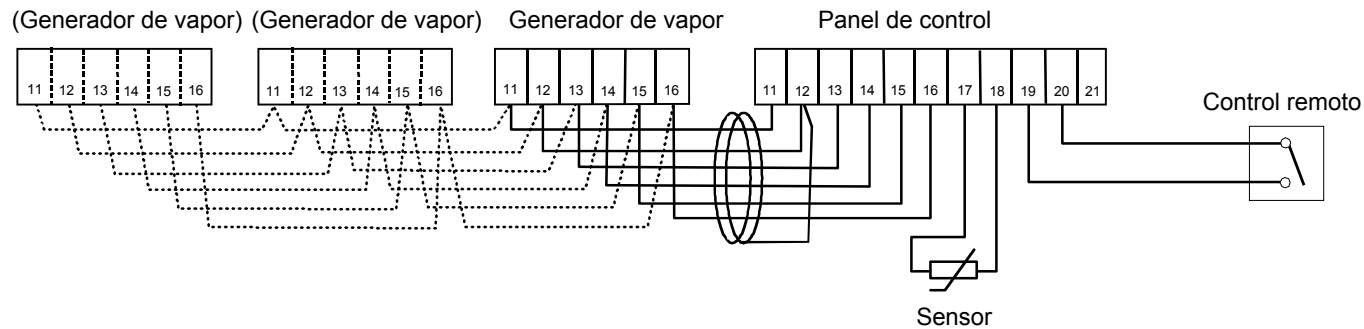 (Generador de vapor) (Generador de vapor) Generador de vapor Panel de control
11 12 13 14 15 16 11 12 13 14 15 16 11 12 13 14 15 16 11 12 13 14 15 16 17 18 19 20 21
Control remoto
Sensor